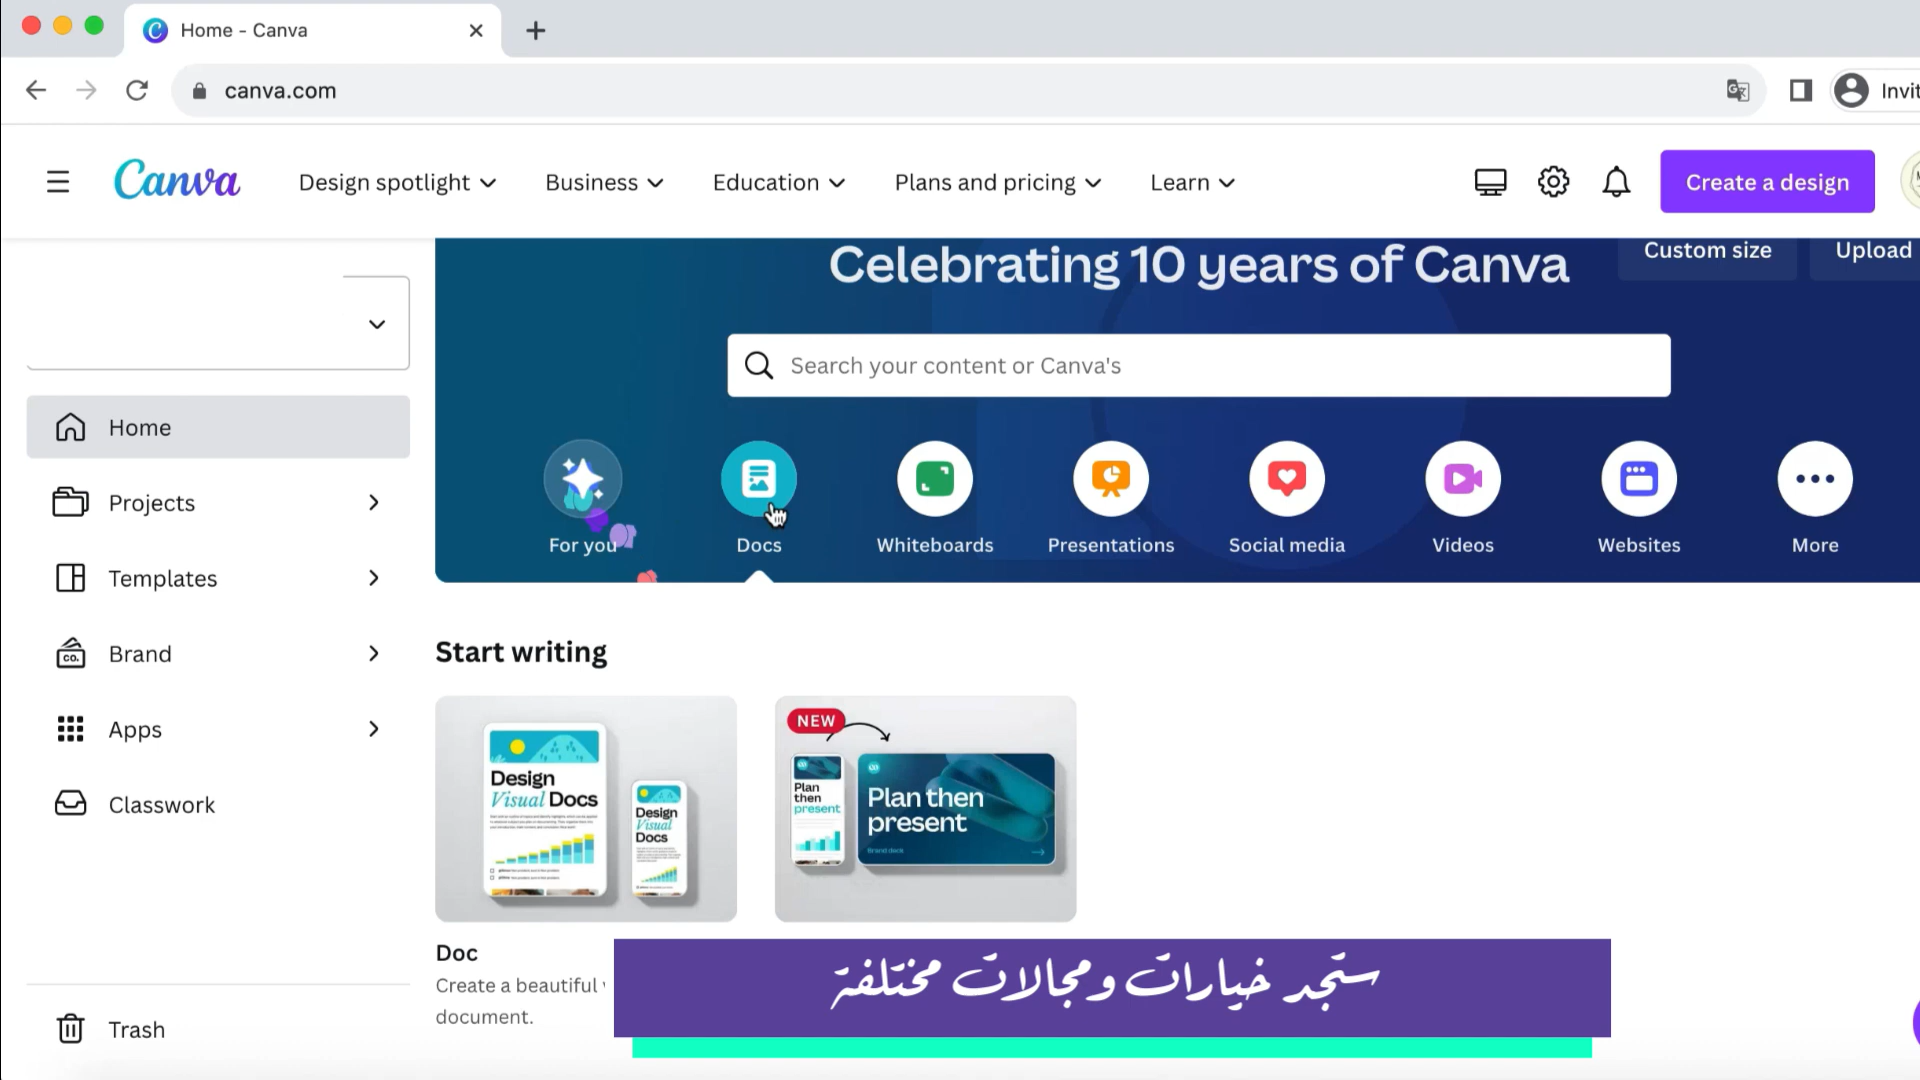 Home - Canva
canva.com
Invit
Canva
Design spotlight
Business
Education
Plans and pricing
Learn
Create a design
Celebrating 10 years of Canva
Custom size
Upload
Search your content or Canva's
Home
Projects
Templates
Brand
CO.
Apps
Classwork
Trash
For you
Docs
Whiteboards
Presentations
Social media
Videos
Websites
More
Start writing
Design
Visual Docs
Design
Visual
Docs
NEW
Plan
then
present
Plan then
present
Brand deck
Doc
Create a beautiful
document.
ستجد خيارات ومجالات مختلفة